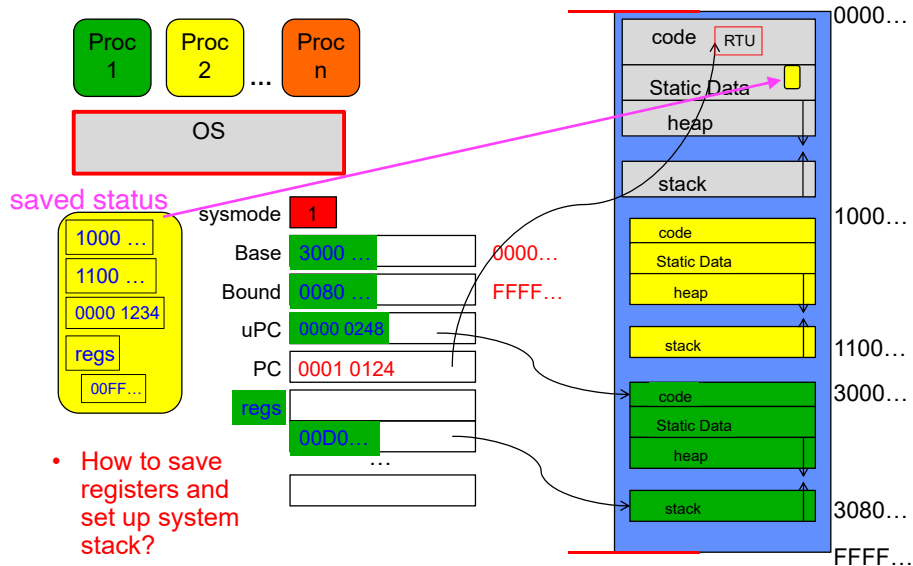 Proc
1
Proc
2
...
Proc
n
OS
saved status
1000 …
1100 …
0000 1234
regs
00FF…
sysmode
1
Base
3000 …
0000…
Bound
0080 …
FFFF…
uPC
0000 0248
PC
0001 0124
regs
00D0…
…
• How to save
registers and
set up system
stack?
0000…
code
RTU
Static Data
heap
stack
1000…
code
Static Data
heap
stack
1100…
3000…
code
Static Data
heap
stack
3080…
FFFF…